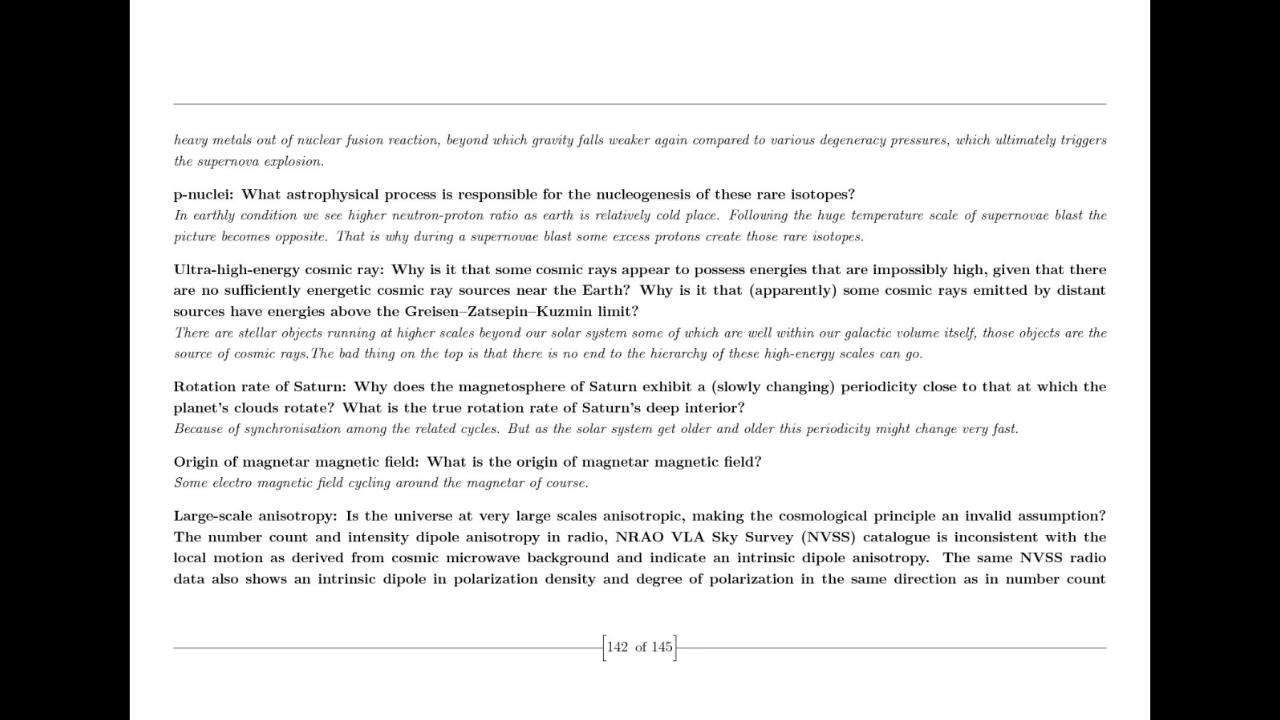 heavy metals out of nuclear fusion reaction, beyond which gravity falls weaker again compared to various degeneracy pressures, which ultimately triggers
the supernova explosion.
p-nuclei: What astrophysical process is responsible for the nucleogenesis of these rare isotopes?
In earthly condition we see higher neutron-proton ratio as earth is relatively cold place. Following the huge temperature scale of supernovae blast the
picture becomes opposite. That is why during a supernovae blast some excess protons create those rare isotopes.
Ultra-high-energy cosmic ray: Why is it that some cosmic rays appear to possess energies that are impossibly high, given that there
are no sufficiently energetic cosmic ray sources near the Earth? Why is it that (apparently) some cosmic rays emitted by distant
sources have energies above the Greisen–Zatsepin–Kuzmin limit?
There are stellar objects running at higher scales beyond our solar system some of which are well within our galactic volume itself, those objects are the
source of cosmic rays.The bad thing on the top is that there is no end to the hierarchy of these high-energy scales can go.
Rotation rate of Saturn: Why does the magnetosphere of Saturn exhibit a (slowly changing) periodicity close to that at which the
planet's clouds rotate? What is the true rotation rate of Saturn's deep interior?
Because of synchronisation among the related cycles. But as the solar system get older and older this periodicity might change very fast.
Origin of magnetar magnetic field: What is the origin of magnetar magnetic field?
Some electro magnetic field cycling around the magnetar of course.
Large-scale anisotropy: Is the universe at very large scales anisotropic, making the cosmological principle an invalid assumption?
The number count and intensity dipole anisotropy in radio, NRAO VLA Sky Survey (NVSS) catalogue is inconsistent with the
local motion as derived from cosmic microwave background and indicate an intrinsic dipole anisotropy. The same NVSS radio
data also shows an intrinsic dipole in polarization density and degree of polarization in the same direction as in number count
[142 of 145]